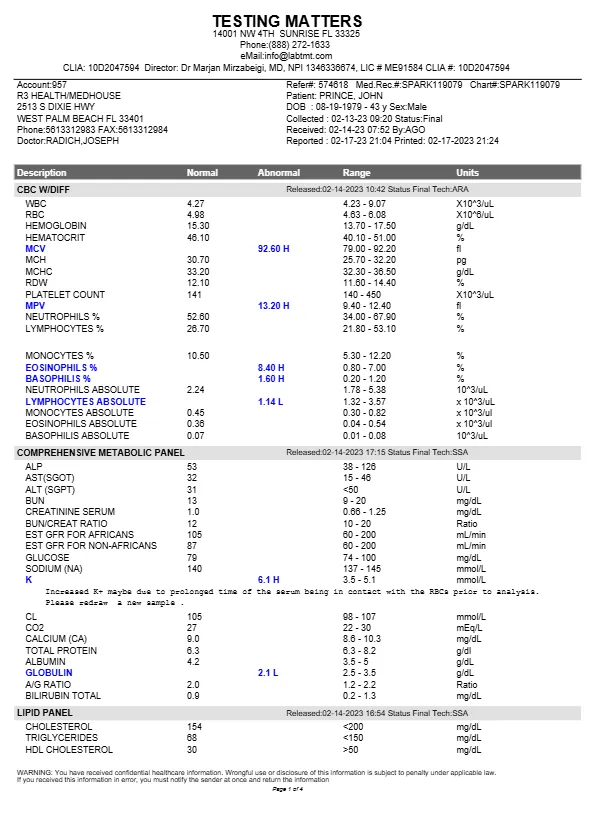 TESTING MATTERS
14001 NW 4TH SUNRISE FL 33325
Phone:(888) 272-1633
eMail:info@labtmt.com
CLIA: 10D2047594 Director: Dr Marjan Mirzabeigi, MD, NPI 1346336674, LIC # ME91584 CLIA #: 10D2047594
Account:957 Refer#: 574618 Med.Rec.#:SPARK119079 Chart#:SPARK119079
R3 HEALTH/MEDHOUSE Patient: PRINCE, JOHN
2513 S DIXIE HWY DOB : 08-19-1979 - 43 y Sex:Male
WEST PALM BEACH FL 33401 Collected : 02-13-23 09:20 Status:Final
Phone:5613312983 FAX:5613312984 Received: 02-14-23 07:52 By:AGO
Doctor:RADICH,JOSEPH Reported : 02-17-23 21:04 Printed: 02-17-2023 21:24
Description Normal Abnormal Range Units
CBC W/DIFF Released:02-14-2023 10:42 Status Final Tech:ARA
WBC 4.27 4.23 - 9.07 X10^3/uL
RBC 4.98 4.63 - 6.08 X10^6/uL
HEMOGLOBIN 15.30 13.70 - 17.50 g/dL
HEMATOCRIT 46.10 40.10 - 51.00 %
MCV 92.60 H 79.00 - 92.20 fl
MCH 30.70 25.70 - 32.20 pg
MCHC 33.20 32.30 - 36.50 g/dL
RDW 12.10 11.60 - 14.40 %
PLATELET COUNT 141 140 - 450 X10^3/uL
MPV 13.20 H 9.40 - 12.40 fl
NEUTROPHILS % 52.60 34.00 - 67.90 %
LYMPHOCYTES % 26.70 21.80 - 53.10 %
MONOCYTES % 10.50 5.30 - 12.20 %
EOSINOPHILS % 8.40 H 0.80 - 7.00 %
BASOPHILIS % 1.60 H 0.20 - 1.20 %
NEUTROPHILS ABSOLUTE 2.24 1.78 - 5.38 10^3/uL
LYMPHOCYTES ABSOLUTE 1.14 L 1.32 - 3.57 x 10^3/uL
MONOCYTES ABSOLUTE 0.45 0.30 - 0.82 x 10^3/ul
EOSINOPHILS ABSOLUTE 0.36 0.04 - 0.54 x 10^3/ul
BASOPHILIS ABSOLUTE 0.07 0.01 - 0.08 10^3/uL
COMPREHENSIVE METABOLIC PANEL Released:02-14-2023 17:15 Status Final Tech:SSA
ALP 53 38 - 126 U/L
AST(SGOT) 32 15 - 46 U/L
ALT (SGPT) 31 <50 U/L
BUN 13 9 - 20 mg/dL
CREATININE SERUM 1.0 0.66 - 1.25 mg/dL
BUN/CREAT RATIO 12 10 - 20 Ratio
EST GFR FOR AFRICANS 105 60 - 200 mL/min
EST GFR FOR NON-AFRICANS 87 60 - 200 mL/min
GLUCOSE 79 74 - 100 mg/dL
SODIUM (NA) 140 137 - 145 mmol/L
K 6.1 H 3.5 - 5.1 mmol/L
Increased K+ maybe due to prolonged time of the serum being in contact with the RBCs prior to analysis.
Please redraw a new sample .
CL 105 98 - 107 mmol/L
CO2 27 22 - 30 mEq/L
CALCIUM (CA) 9.0 8.6 - 10.3 mg/dL
TOTAL PROTEIN 6.3 6.3 - 8.2 g/dl
ALBUMIN 4.2 3.5 - 5 g/dL
GLOBULIN 2.1 L 2.5 - 3.5 g/dL
A/G RATIO 2.0 1.2 - 2.2 Ratio
BILIRUBIN TOTAL 0.9 0.2 - 1.3 mg/dL
LIPID PANEL Released:02-14-2023 16:54 Status Final Tech:SSA
CHOLESTEROL 154 <200 mg/dL
TRIGLYCERIDES 68 <150 mg/dL
HDL CHOLESTEROL 30 >50 mg/dL
WARNING: You have received confidential healthcare information. Wrongful use or disclosure of this information is subject to penalty under applicable law.
If you received this information in error, you must notify the sender at once and return the information
Page 1 of 4